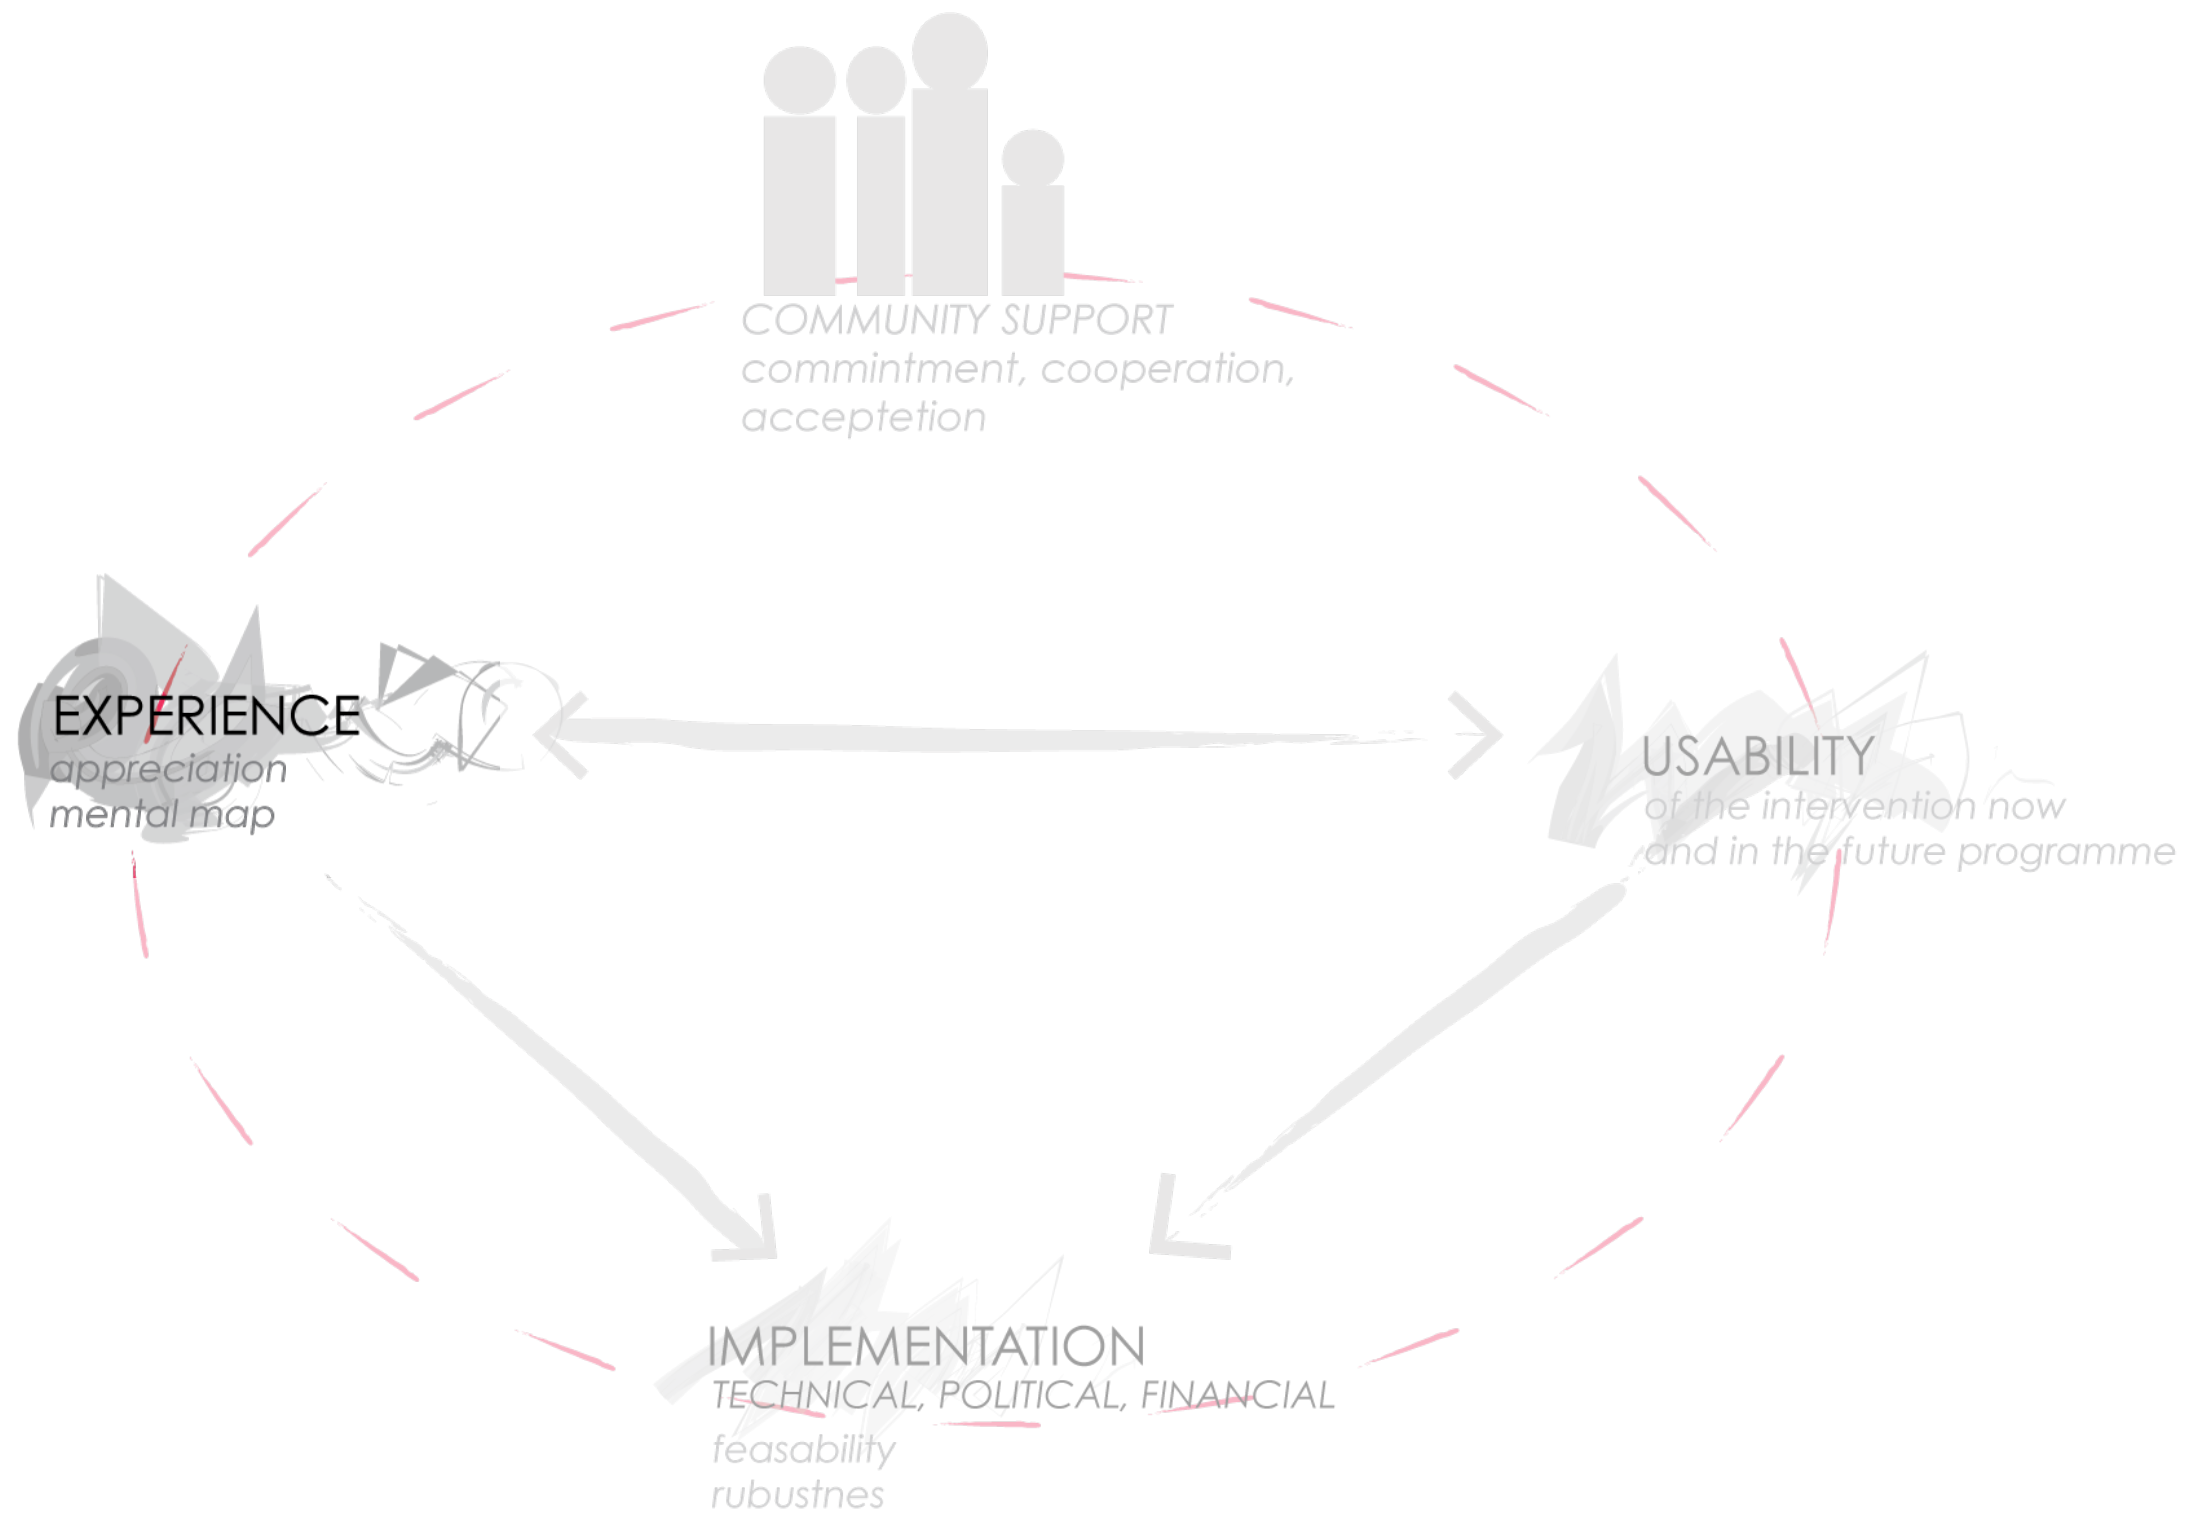 COMMUNITY SUPPORT
commintment, cooperation,
acceptetion
EXPERIENCE
appreciation
mental map
USABILITY
of the intervention now
and in the future programme
IMPLEMENTATION
TECHNICAL, POLITICAL, FINANCIAL
feasability
rubustnes